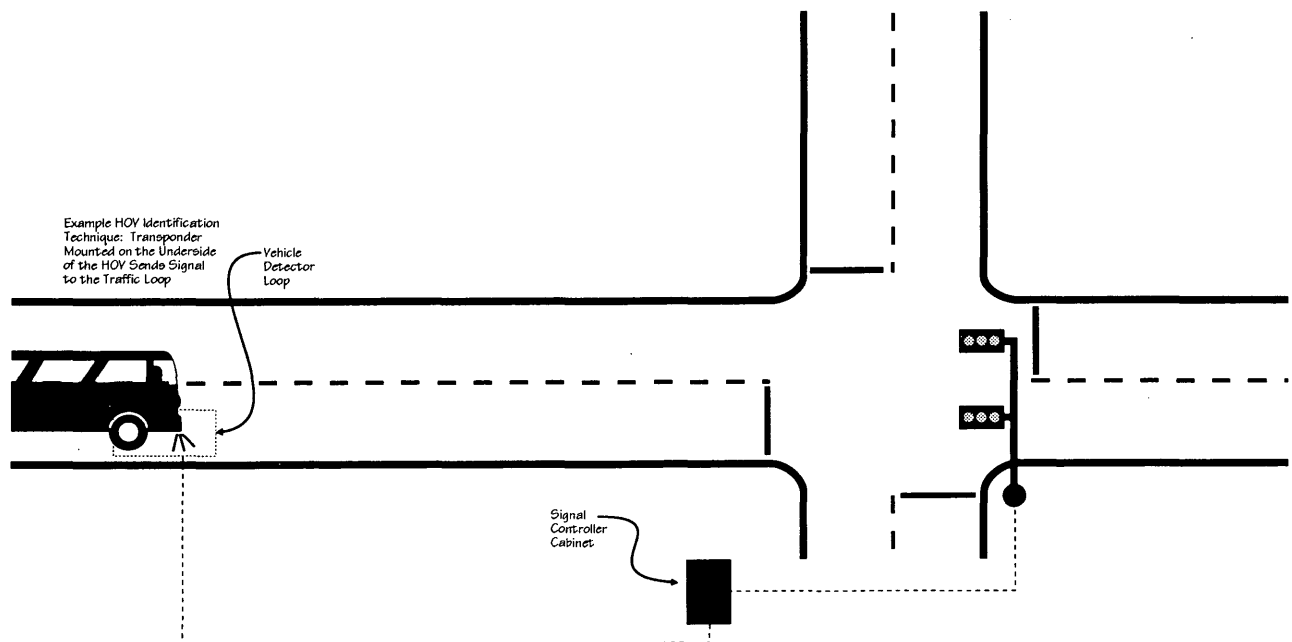 Example HOV Identification
Technique: Transponder
Mounted on the Underside
of the HOV Sends Signal
to the Traffic Loop
Vehicle
Detector
Loop
Signal
Controller
Cabinet